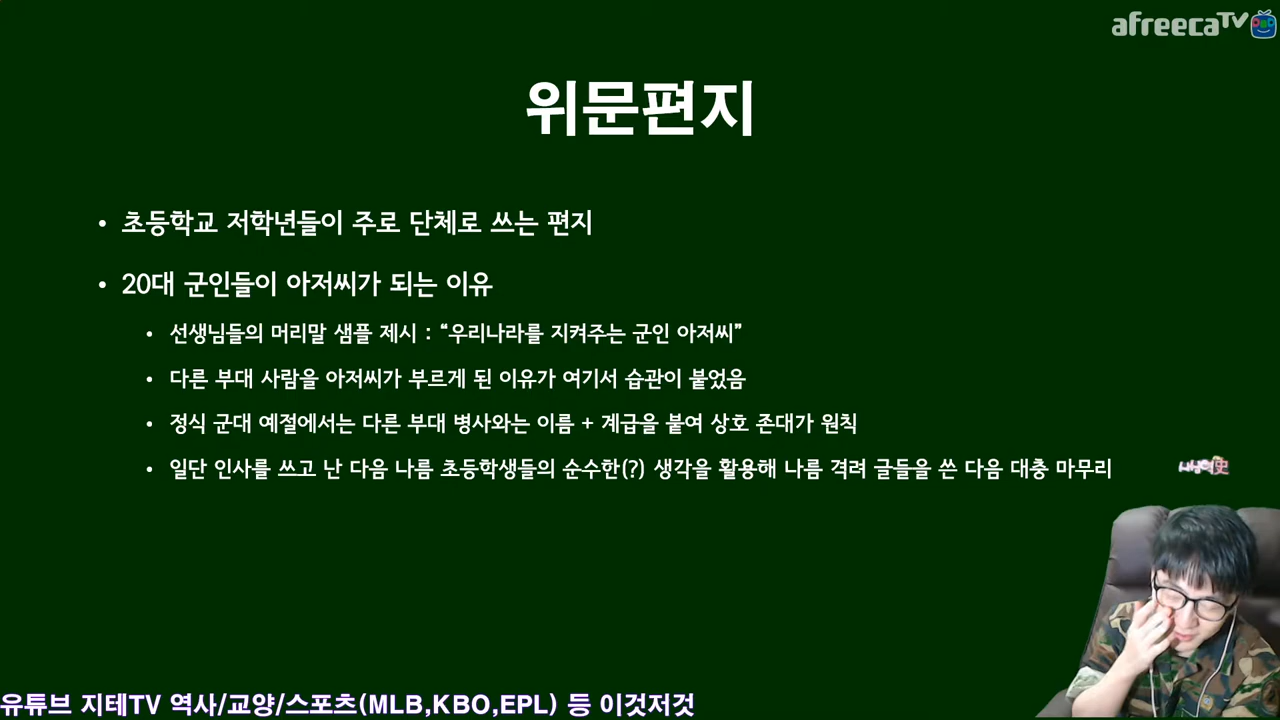 afreecaTV
위문편지
• 초등학교 저학년들이 주로 단체로 쓰는 편지
• 20대 군인들이 아저씨가 되는 이유
• 선생님들의 머리말 샘플 제시 : “우리나라를 지켜주는 군인 아저씨”
• 다른 부대 사람을 아저씨가 부르게 된 이유가 여기서 습관이 붙었음
• 정식 군대 예절에서는 다른 부대 병사와는 이름 + 계급을 붙여 상호 존대가 원칙
• 일단 인사를 쓰고 난 다음 나름 초등학생들의 순수한(?) 생각을 활용해 나름 격려 글들을 쓴 다음 대충 마무리
유튜브 지테TV 역사/교양/스포츠(MLB,KBO,EPL) 등 이것저것